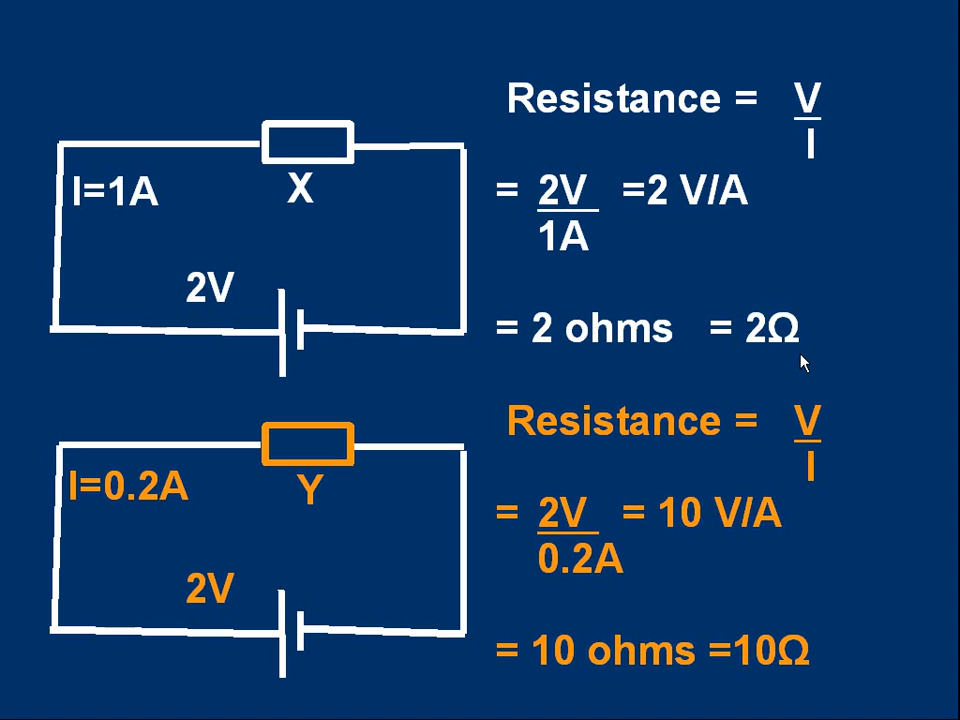 I=1A
X
2V
Resistance = V
I
= 2V =2 V/A
1A
= 2 ohms = 2Ω
I=0.2A
Y
2V
Resistance = V
I
= 2V = 10 V/A
0.2A
= 10 ohms =10Ω